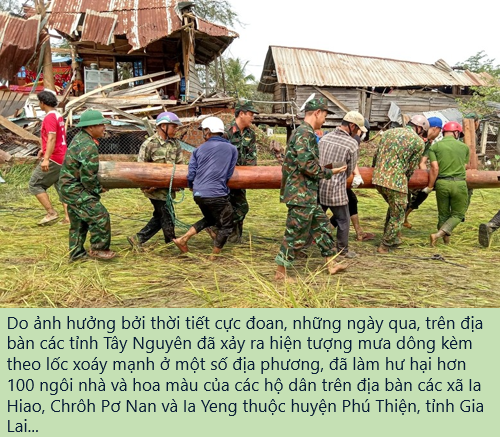 Do ảnh hưởng bởi thời tiết cực đoan, những ngày qua, trên địa
bàn các tỉnh Tây Nguyên đã xảy ra hiện tượng mưa dông kèm
theo lốc xoáy mạnh ở một số địa phương, đã làm hư hại hơn
100 ngôi nhà và hoa màu của các hộ dân trên địa bàn các xã Ia
Hiao, Chrôh Pơ Nan và Ia Yeng thuộc huyện Phú Thiện, tỉnh Gia
Lai...